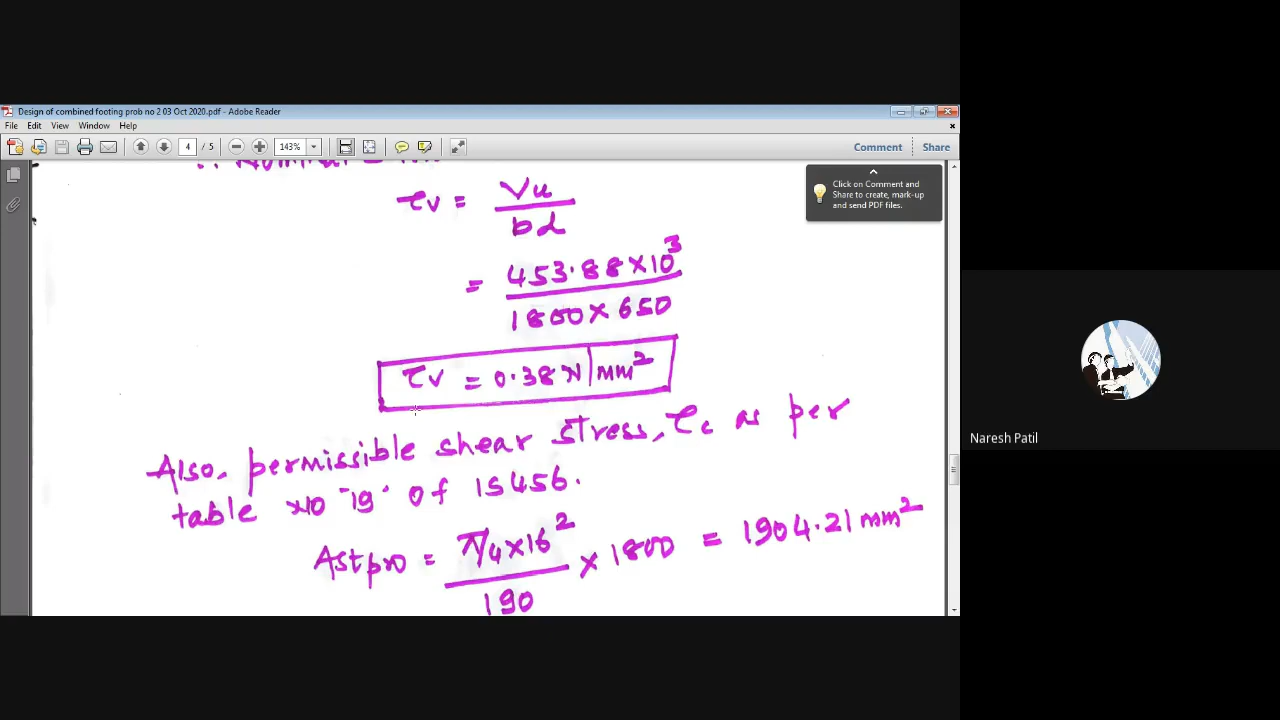 Design of combined footing prob no 2 03 Oct 2020.pdf - Adobe Reader
File Edit View Window Help
4 / 5 143% Comment Share
Click on Comment and
Share to create, mark-up
and send PDF files.
τv = Vu
bd
= 453.88×10³
1800×650
τv = 0.38 N/mm²
Also, permissible shear stress, τc as per
table no "19" of IS456.
Ast pro = π/4×16² × 1800 = 1904.21 mm²
190
Naresh Patil